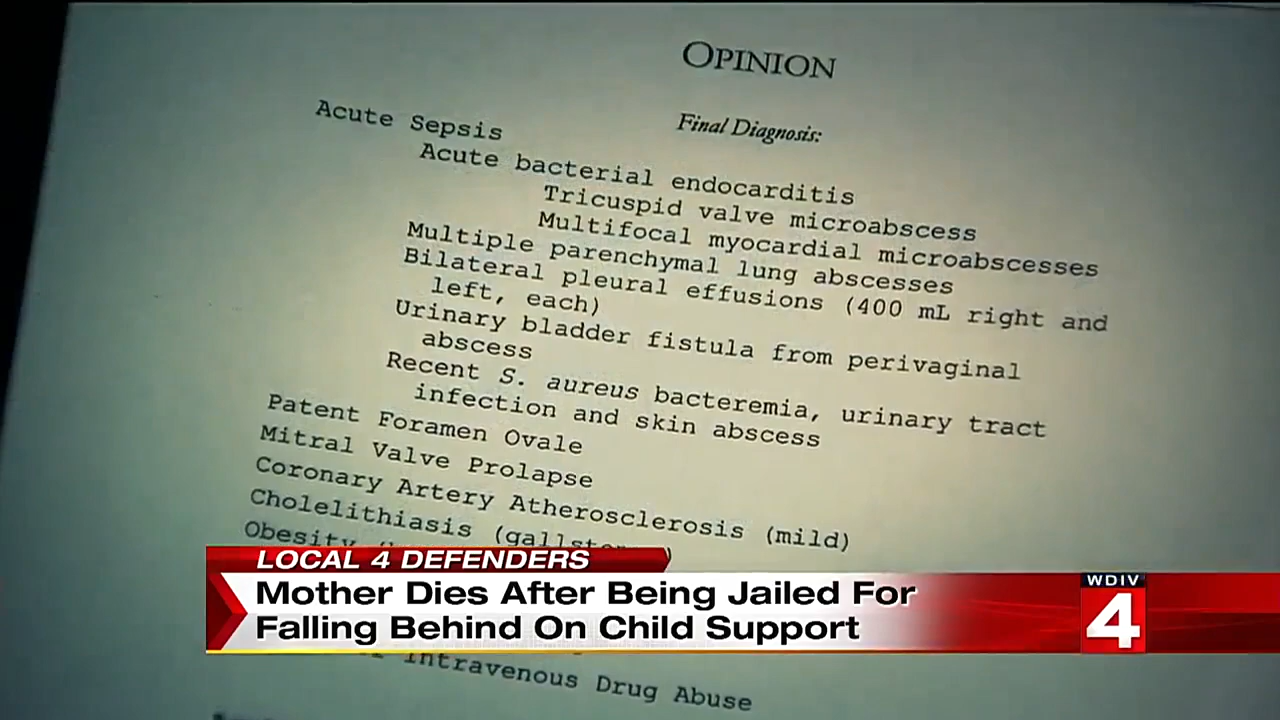 OPINION
Final Diagnosis:
Acute Sepsis
Acute bacterial endocarditis
Tricuspid valve microabscess
Multifocal myocardial microabscesses
Multiple parenchymal lung abscesses
Bilateral pleural effusions (400 mL right and
left, each)
Urinary bladder fistula from perivaginal
abscess
Recent S. aureus bacteremia, urinary tract
infection and skin abscess
Patent Foramen Ovale
Mitral Valve Prolapse
Coronary Artery Atherosclerosis (mild)
Cholelithiasis
Obesity
LOCAL 4 DEFENDERS
Mother Dies After Being Jailed For
Falling Behind On Child Support
WDIV
4
Intravenous Drug Abuse